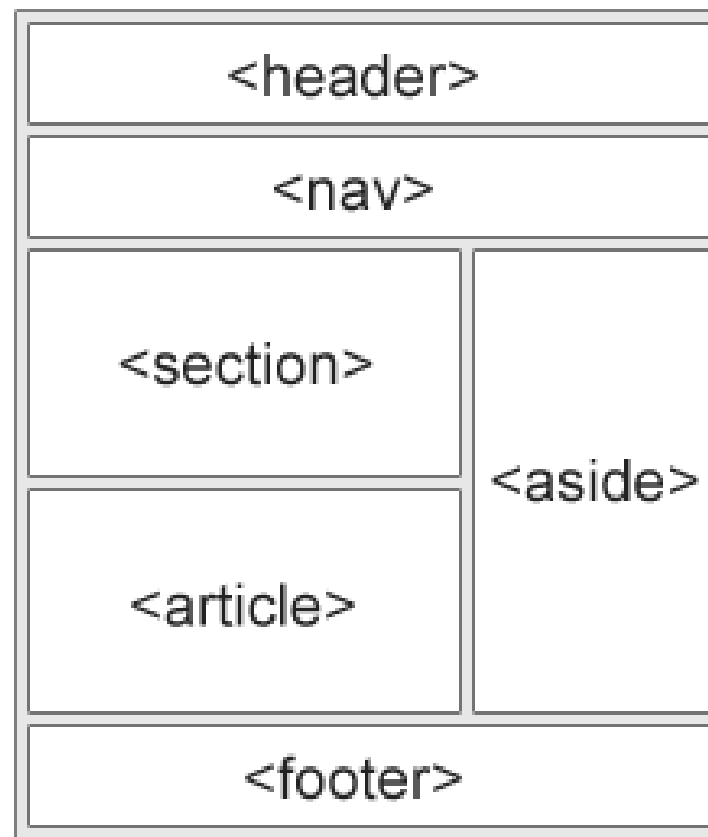 <header>
<nav>
<section>
<article>
<aside>
<footer>